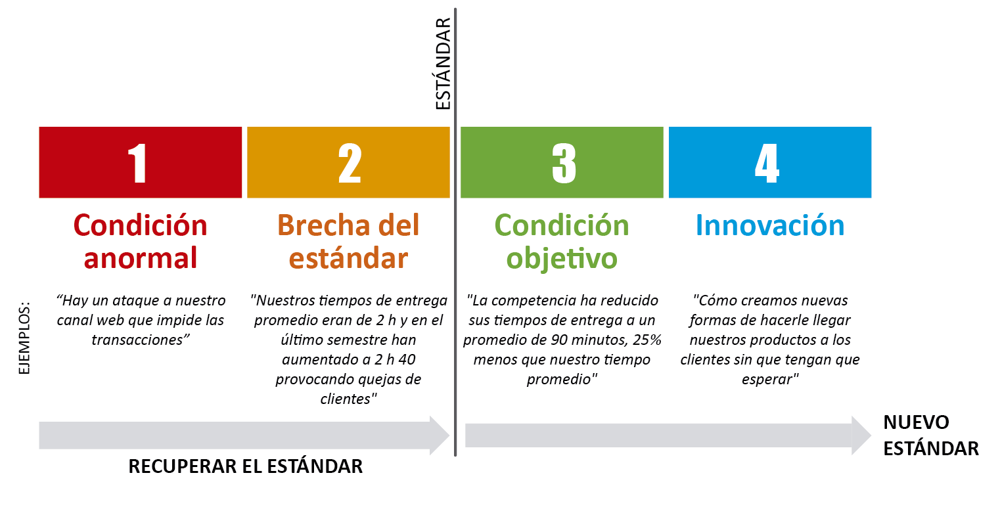 ESTÁNDAR
1
Condición
anormal
2
Brecha del
estándar
3
Condición
objetivo
4
Innovación
EJEMPLOS:
“Hay un ataque a nuestro
canal web que impide las
transacciones”
"Nuestros tiempos de entrega
promedio eran de 2 h y en el
último semestre han
aumentado a 2 h 40
provocando quejas de
clientes"
"La competencia ha reducido
sus tiempos de entrega a un
promedio de 90 minutos, 25%
menos que nuestro tiempo
promedio"
"Cómo creamos nuevas
formas de hacerle llegar
nuestros productos a los
clientes sin que tengan que
esperar"
RECUPERAR EL ESTÁNDAR
NUEVO
ESTÁNDAR